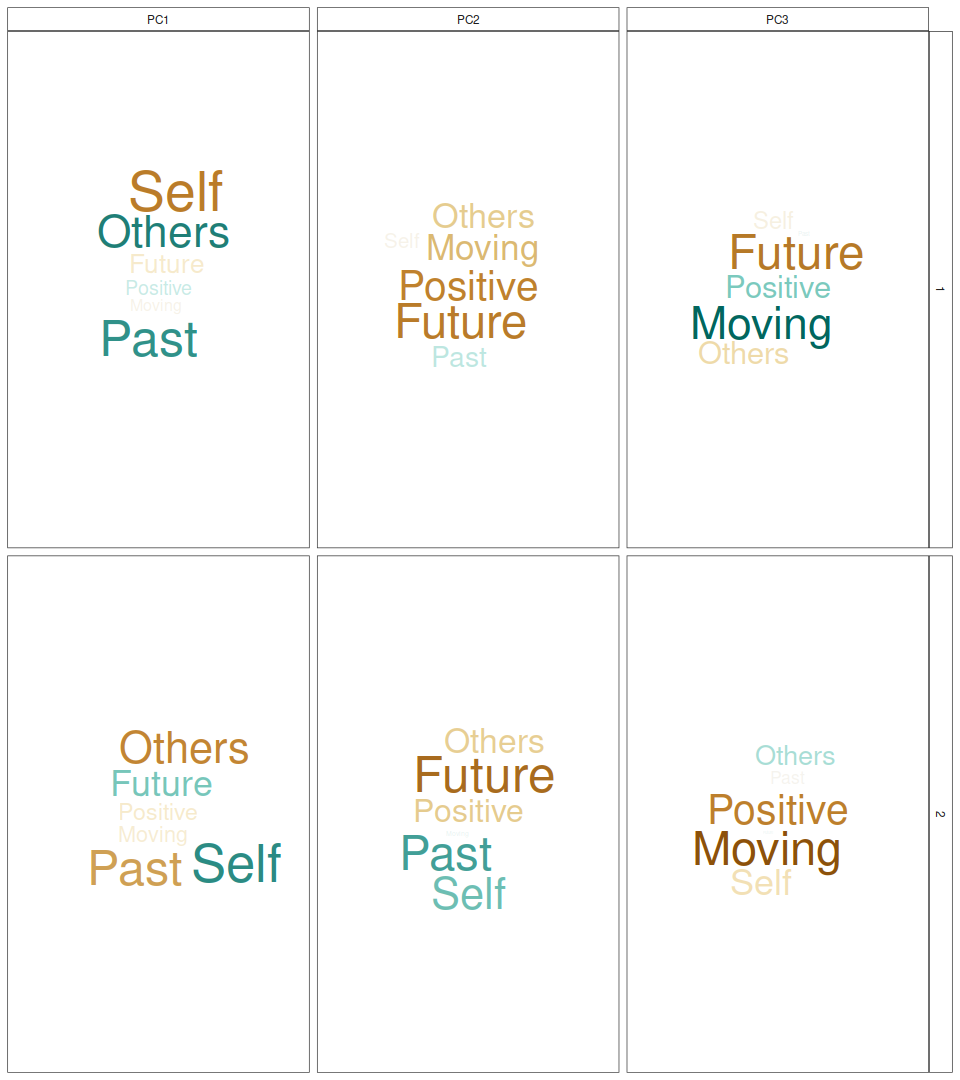 PC1
PC2
PC3
Self
Others
Future
Positive
Moving
Past
Others
Self
Moving
Positive
Future
Past
Self
Future
Positive
Moving
Others
1
Others
Future
Positive
Moving
Past Self
Others
Future
Positive
Past
Self
Others
Past
Positive
Moving
Self
2